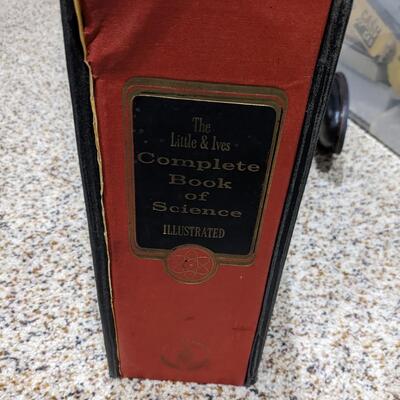 The
Little & Ives
Complete
Book
of
Science
ILLUSTRATED